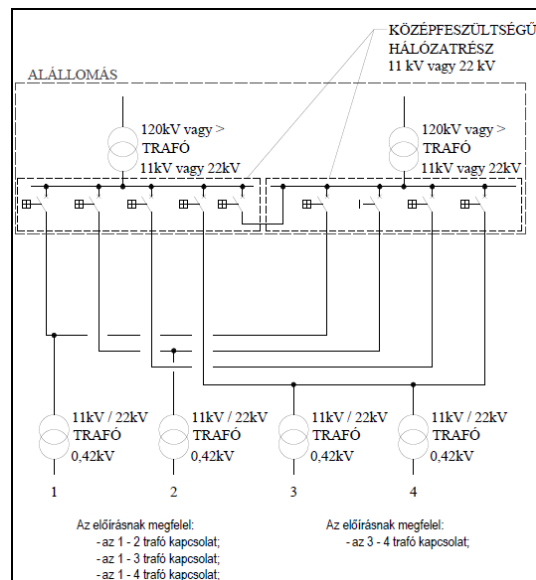 KÖZÉPFESZÜLTSÉGŰ
HÁLÓZATRÉSZ
11 kV vagy 22 kV
ALÁLLOMÁS
120kV vagy >
TRAFÓ
11kV vagy 22kV
120kV vagy >
TRAFÓ
11kV vagy 22kV
11kV / 22kV
TRAFÓ
0,42kV
11kV / 22kV
TRAFÓ
0,42kV
11kV / 22kV
TRAFÓ
0,42kV
11kV / 22kV
TRAFÓ
0,42kV
1
2
3
4
Az előírásnak megfelel:
- az 1 - 2 trafó kapcsolat;
- az 1 - 3 trafó kapcsolat;
- az 1 - 4 trafó kapcsolat;
Az előírásnak megfelel:
- az 3 - 4 trafó kapcsolat;